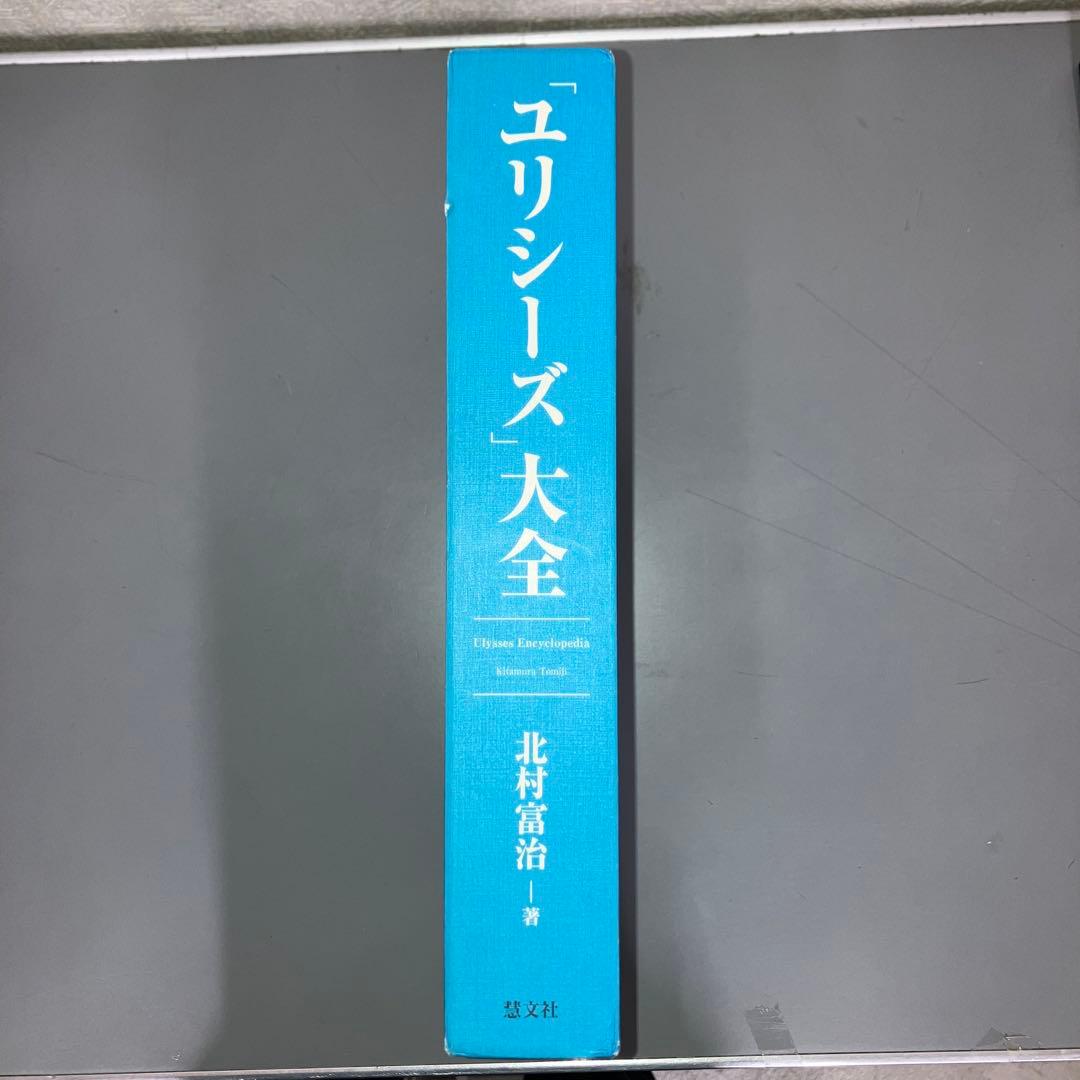 「ユリシーズ」大全
Ulysses Encyclopedia
Kitamura Tomiji
北村富治―著
慧文社